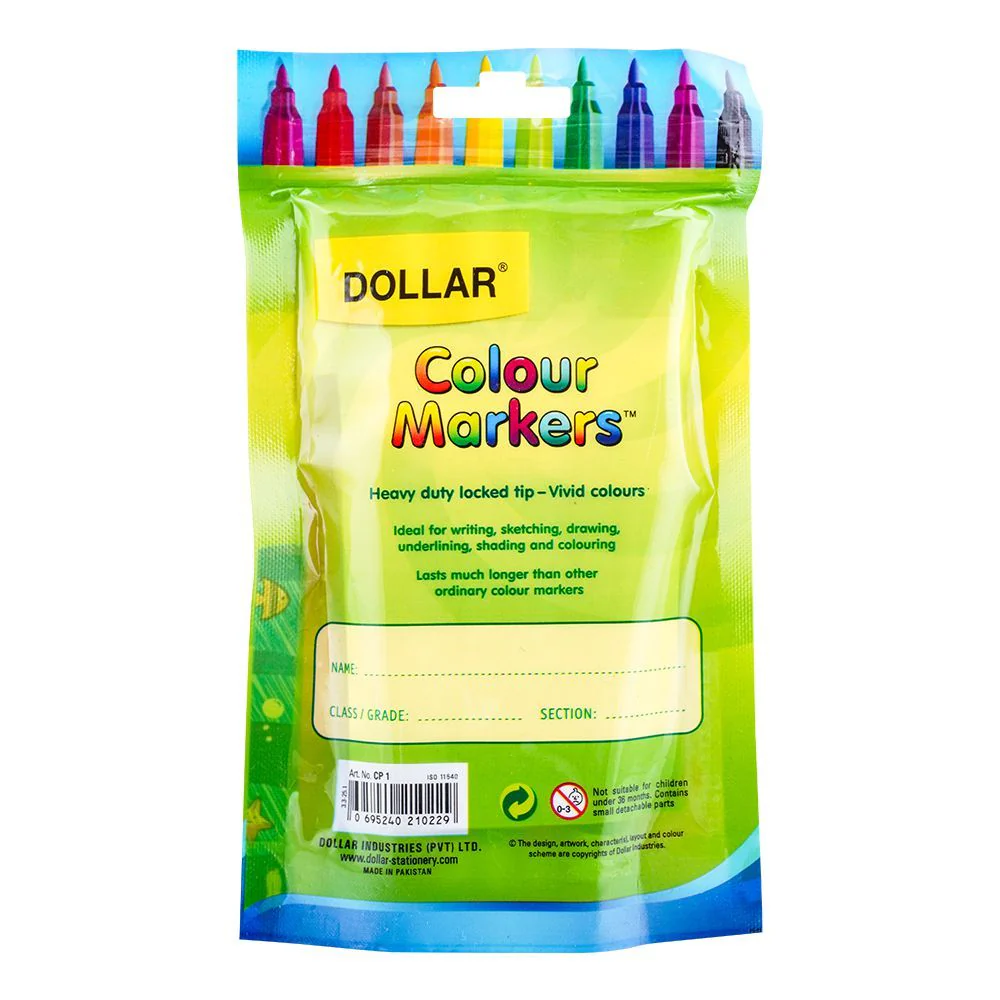 DOLLAR®
Colour
Markers™
Heavy duty locked tip – Vivid colours
Ideal for writing, sketching, drawing,
underlining, shading and colouring
Lasts much longer than other
ordinary colour markers
NAME:
CLASS / GRADE: SECTION:
Art. No. CP 1 ISO 11540
0 695240 210229
DOLLAR INDUSTRIES (PVT) LTD.
www.dollar-stationery.com
MADE IN PAKISTAN
0-3
Not suitable for children
under 36 months. Contains
small detachable parts
© The design, artwork, character(s), layout and colour
scheme are copyrights of Dollar Industries.